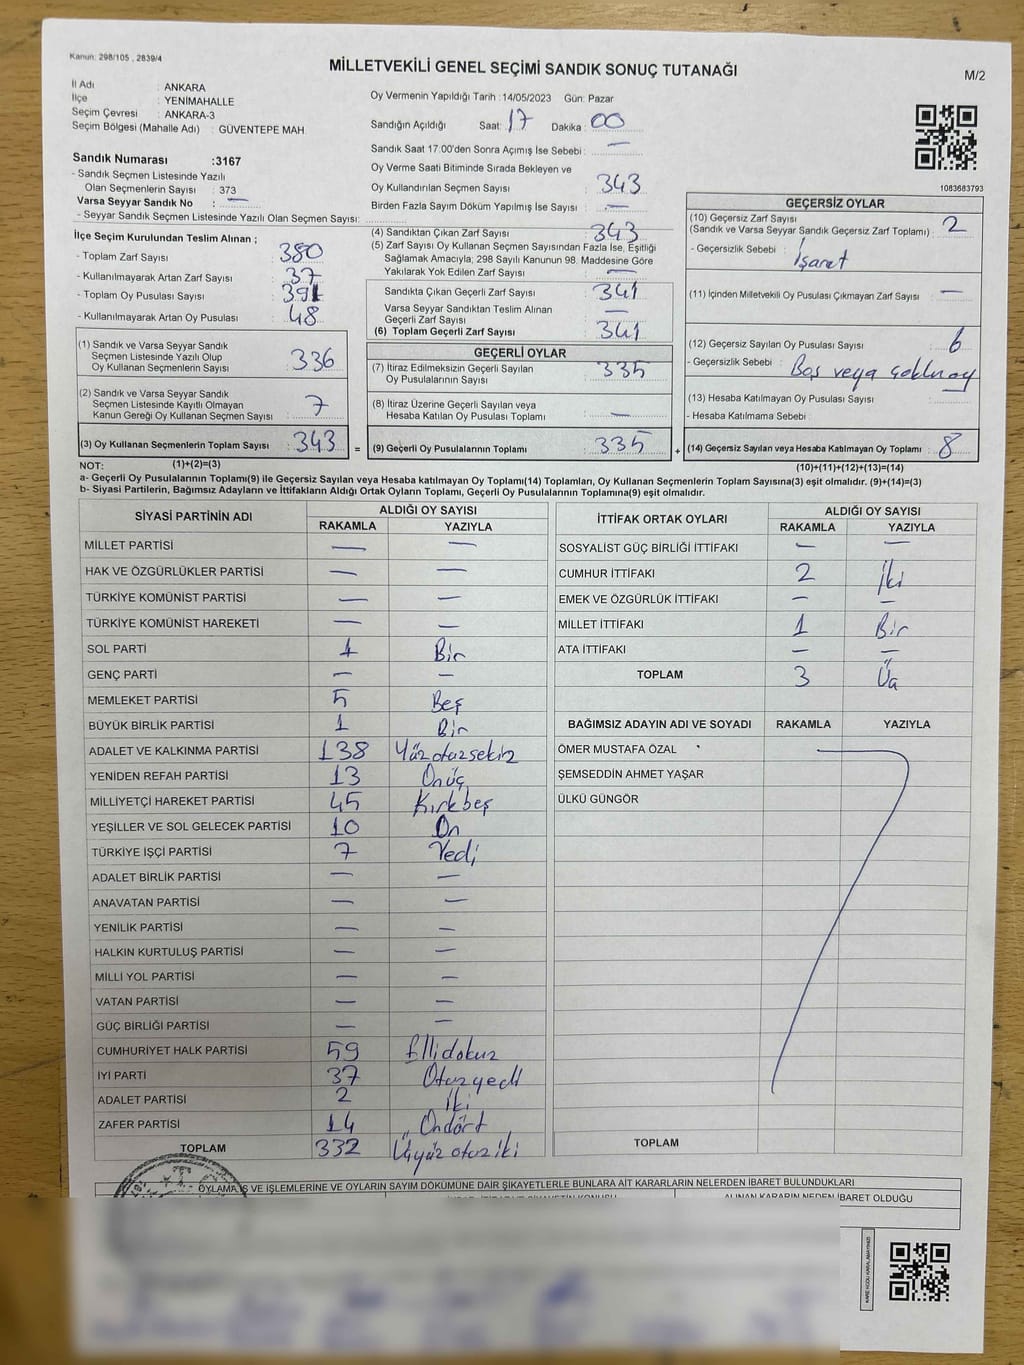 Kanun: 298/105 , 2839/4
MİLLETVEKİLİ GENEL SEÇİMİ SANDIK SONUÇ TUTANAĞI
M/2
İl Adı : ANKARA
İlçe : YENİMAHALLE
Seçim Çevresi : ANKARA-3
Seçim Bölgesi (Mahalle Adı) : GÜVENTEPE MAH.
Sandık Numarası :3167
- Sandık Seçmen Listesinde Yazılı
Olan Seçmenlerin Sayısı : 373
Varsa Seyyar Sandık No : —
- Seyyar Sandık Seçmen Listesinde Yazılı Olan Seçmen Sayısı:
İlçe Seçim Kurulundan Teslim Alınan ;
- Toplam Zarf Sayısı : 380
- Kullanılmayarak Artan Zarf Sayısı : 37
- Toplam Oy Pusulası Sayısı : 391
- Kullanılmayarak Artan Oy Pusulası : 48
(1) Sandık ve Varsa Seyyar Sandık
Seçmen Listesinde Yazılı Olup
Oy Kullanan Seçmenlerin Sayısı : 336
(2) Sandık ve Varsa Seyyar Sandık
Seçmen Listesinde Kayıtlı Olmayan
Kanun Gereği Oy Kullanan Seçmen Sayısı : 7
(3) Oy Kullanan Seçmenlerin Toplam Sayısı : 343 =
Oy Vermenin Yapıldığı Tarih :14/05/2023 Gün: Pazar
Sandığın Açıldığı Saat: 17 Dakika : 00
Sandık Saat 17.00'den Sonra Açımış İse Sebebi : —
Oy Verme Saati Bitiminde Sırada Bekleyen ve
Oy Kullandırılan Seçmen Sayısı : 343
Birden Fazla Sayım Döküm Yapılmış İse Sayısı : —
(4) Sandıktan Çıkan Zarf Sayısı : 343
(5) Zarf Sayısı Oy Kullanan Seçmen Sayısından Fazla İse, Eşitliği
Sağlamak Amacıyla; 298 Sayılı Kanunun 98. Maddesine Göre
Yakılarak Yok Edilen Zarf Sayısı : —
Sandıkta Çıkan Geçerli Zarf Sayısı : 341
Varsa Seyyar Sandıktan Teslim Alınan
Geçerli Zarf Sayısı : —
(6) Toplam Geçerli Zarf Sayısı : 341
GEÇERLİ OYLAR
(7) İtiraz Edilmeksizin Geçerli Sayılan
Oy Pusulalarının Sayısı : 335
(8) İtiraz Üzerine Geçerli Sayılan veya
Hesaba Katılan Oy Pusulası Toplamı : —
(9) Geçerli Oy Pusulalarının Toplamı : 335 +
1083683793
GEÇERSİZ OYLAR
(10) Geçersiz Zarf Sayısı
(Sandık ve Varsa Seyyar Sandık Geçersiz Zarf Toplamı) : 2
- Geçersizlik Sebebi : İşaret
(11) İçinden Milletvekili Oy Pusulası Çıkmayan Zarf Sayısı : —
(12) Geçersiz Sayılan Oy Pusulası Sayısı : 6
- Geçersizlik Sebebi : Boş veya çoklu oy
(13) Hesaba Katılmayan Oy Pusulası Sayısı :
- Hesaba Katılmama Sebebi :
(14) Geçersiz Sayılan veya Hesaba Katılmayan Oy Toplamı : 8
NOT: (1)+(2)=(3) (10)+(11)+(12)+(13)=(14)
a- Geçerli Oy Pusulalarının Toplamı(9) ile Geçersiz Sayılan veya Hesaba katılmayan Oy Toplamı(14) Toplamları, Oy Kullanan Seçmenlerin Toplam Sayısına(3) eşit olmalıdır. (9)+(14)=(3)
b- Siyasi Partilerin, Bağımsız Adayların ve İttifakların Aldığı Ortak Oyların Toplamı, Geçerli Oy Pusulalarının Toplamına(9) eşit olmalıdır.
SİYASİ PARTİNİN ADI ALDIĞI OY SAYISI
RAKAMLA YAZIYLA
MİLLET PARTİSİ — —
HAK VE ÖZGÜRLÜKLER PARTİSİ — —
TÜRKİYE KOMÜNİST PARTİSİ — —
TÜRKİYE KOMÜNİST HAREKETİ — —
SOL PARTİ 1 Bir
GENÇ PARTİ — —
MEMLEKET PARTİSİ 5 Beş
BÜYÜK BİRLİK PARTİSİ 1 Bir
ADALET VE KALKINMA PARTİSİ 138 Yüz otuz sekiz
YENİDEN REFAH PARTİSİ 13 Onüç
MİLLİYETÇİ HAREKET PARTİSİ 45 Kırkbeş
YEŞİLLER VE SOL GELECEK PARTİSİ 10 On
TÜRKİYE İŞÇİ PARTİSİ 7 Yedi
ADALET BİRLİK PARTİSİ — —
ANAVATAN PARTİSİ — —
YENİLİK PARTİSİ — —
HALKIN KURTULUŞ PARTİSİ — —
MİLLİ YOL PARTİSİ — —
VATAN PARTİSİ — —
GÜÇ BİRLİĞİ PARTİSİ — —
CUMHURİYET HALK PARTİSİ 59 Ellidokuz
İYİ PARTİ 37 Otuzyedi
ADALET PARTİSİ 2 İki
ZAFER PARTİSİ 14 Ondört
TOPLAM 332 Üçyüz otuz iki
İTTİFAK ORTAK OYLARI ALDIĞI OY SAYISI
RAKAMLA YAZIYLA
SOSYALİST GÜÇ BİRLİĞİ İTTİFAKI — —
CUMHUR İTTİFAKI 2 İki
EMEK VE ÖZGÜRLÜK İTTİFAKI — —
MİLLET İTTİFAKI 1 Bir
ATA İTTİFAKI — —
TOPLAM 3 Üç
BAĞIMSIZ ADAYIN ADI VE SOYADI RAKAMLA YAZIYLA
ÖMER MUSTAFA ÖZAL
ŞEMSEDDİN AHMET YAŞAR
ÜLKÜ GÜNGÖR
TOPLAM
OYLAMA İŞ VE İŞLEMLERİNE VE OYLARIN SAYIM DÖKÜMÜNE DAİR ŞİKAYETLERLE BUNLARA AİT KARARLARIN NELERDEN İBARET BULUNDUKLARI
ALINAN KARARIN NEDEN İBARET OLDUĞU